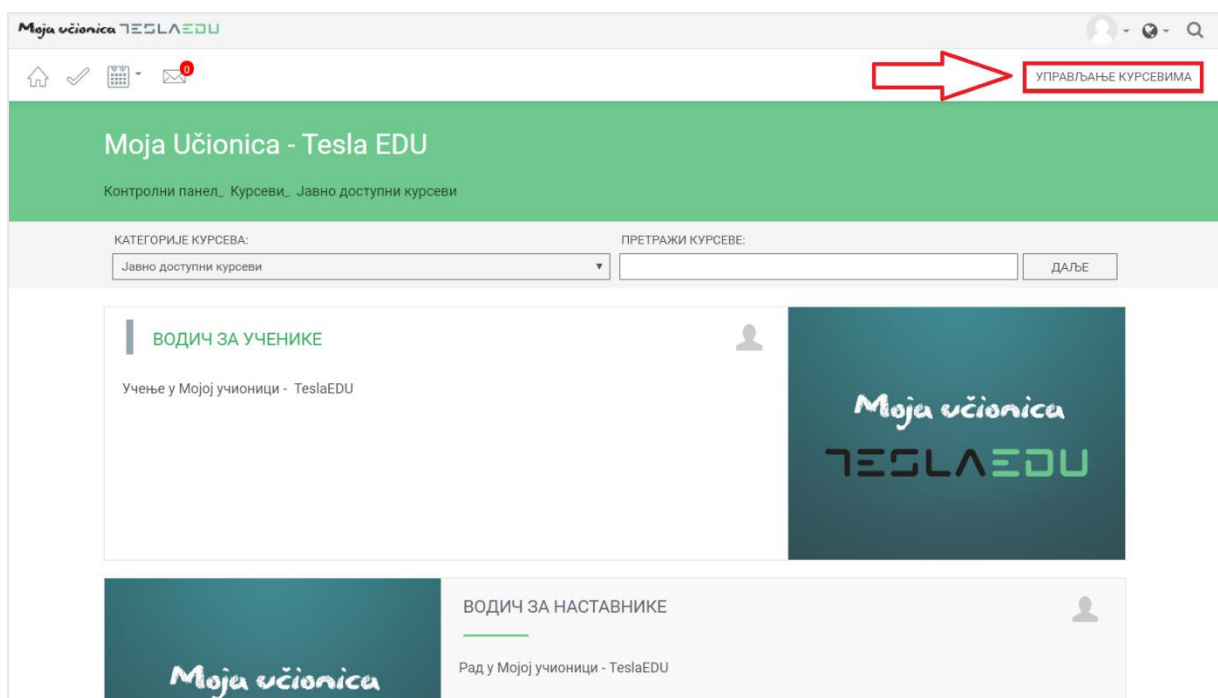 Moja učionica TESLAEDU
0
УПРАВЉАЊЕ КУРСЕВИМА
Moja Učionica - Tesla EDU
Контролни панел_ Курсеви_ Јавно доступни курсеви
КАТЕГОРИЈЕ КУРСЕВА:
ПРЕТРАЖИ КУРСЕВЕ:
Јавно доступни курсеви
ДАЉЕ
ВОДИЧ ЗА УЧЕНИКЕ
Учење у Мојој учионици - TeslaEDU
Moja učionica
TESLAEDU
ВОДИЧ ЗА НАСТАВНИКЕ
Рад у Мојој учионици - TeslaEDU
Moja učionica